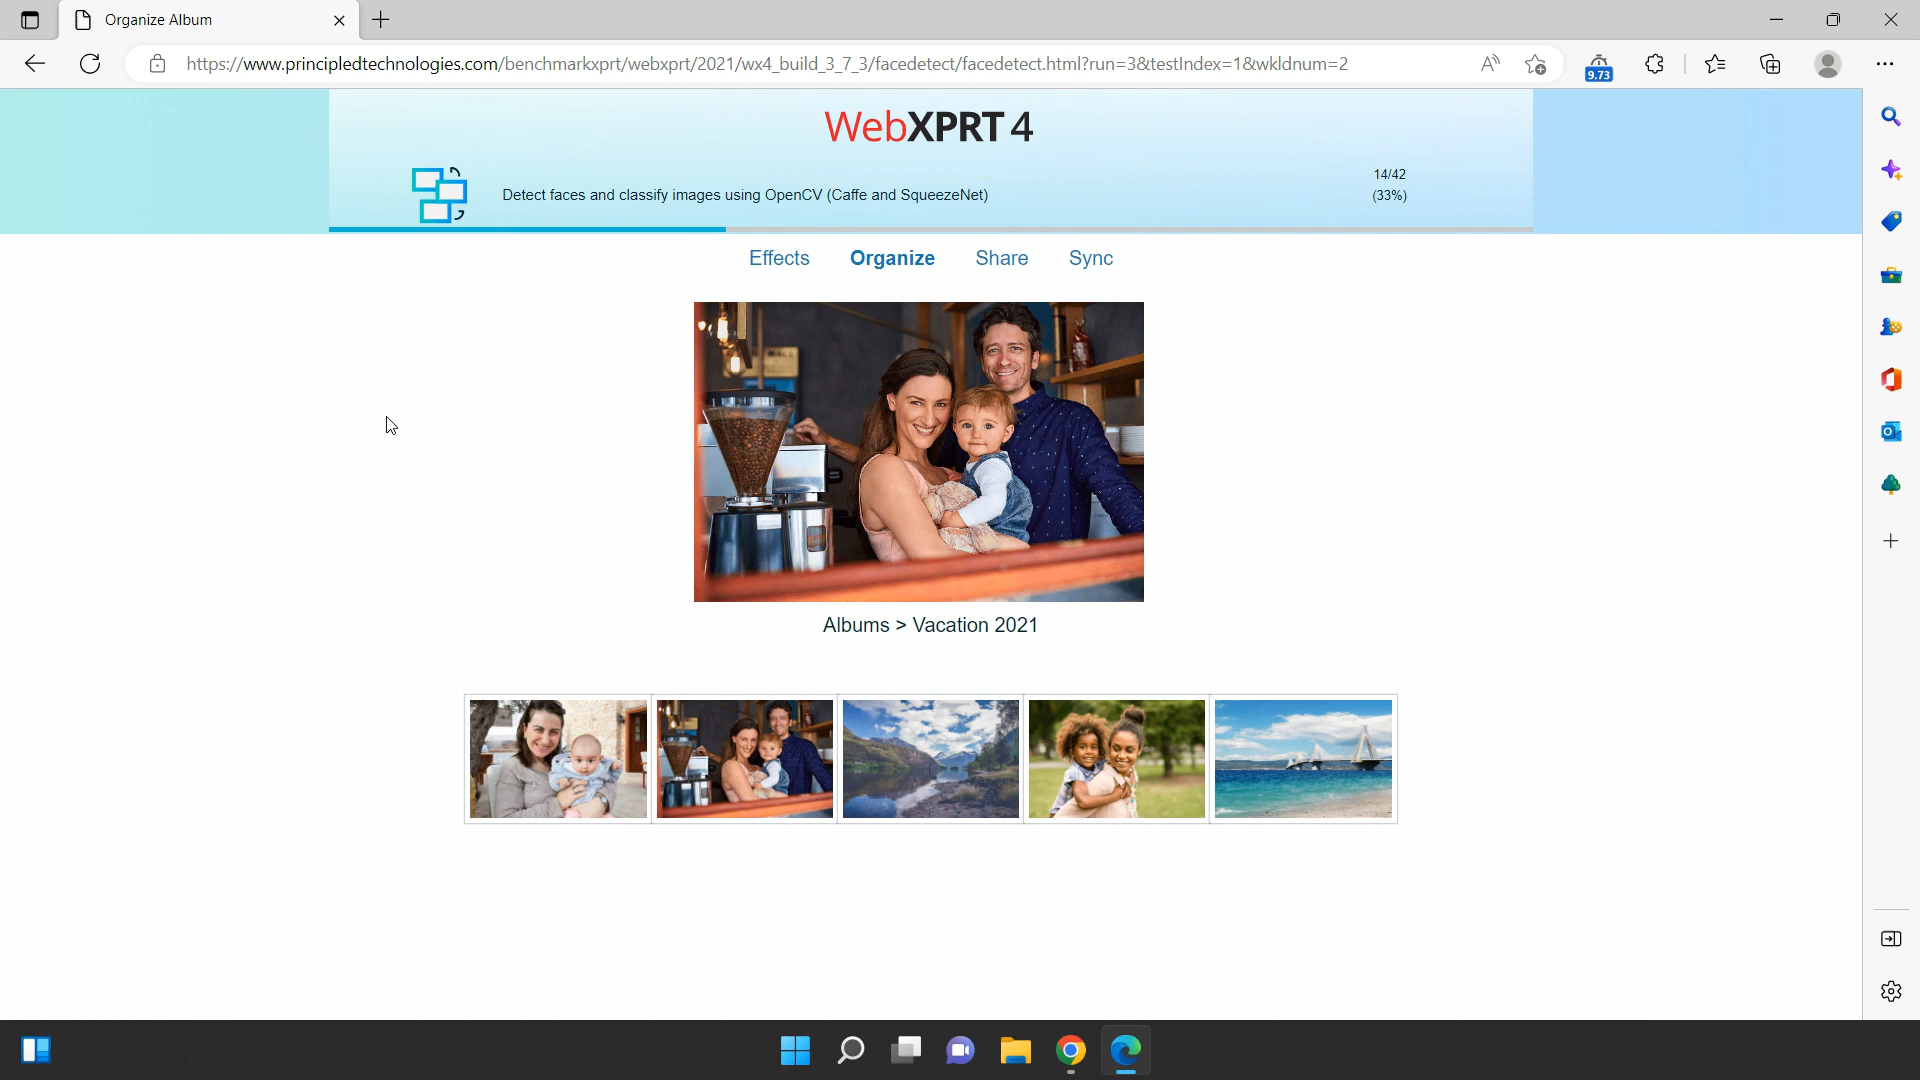 Organize Album
https://www.principledtechnologies.com/benchmarkxprt/webxprt/2021/wx4_build_3_7_3/facedetect/facedetect.html?run=3&testIndex=1&wkldnum=2
9.73
WebXPRT 4
Detect faces and classify images using OpenCV (Caffe and SqueezeNet)
14/42
(33%)
Effects Organize Share Sync
Albums > Vacation 2021